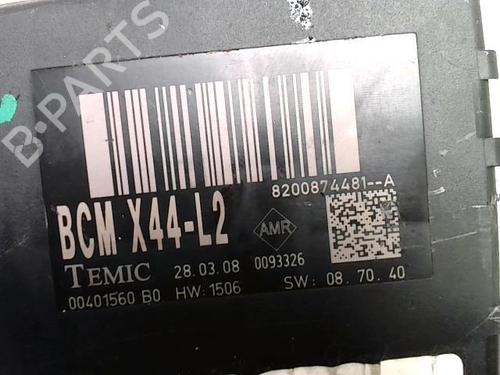 B-PARTS
8200874481--A
BCM X44-L2
AMR
TEMIC 28.03.08 0093326
00401560 B0 HW:1506 SW: 08.70.40